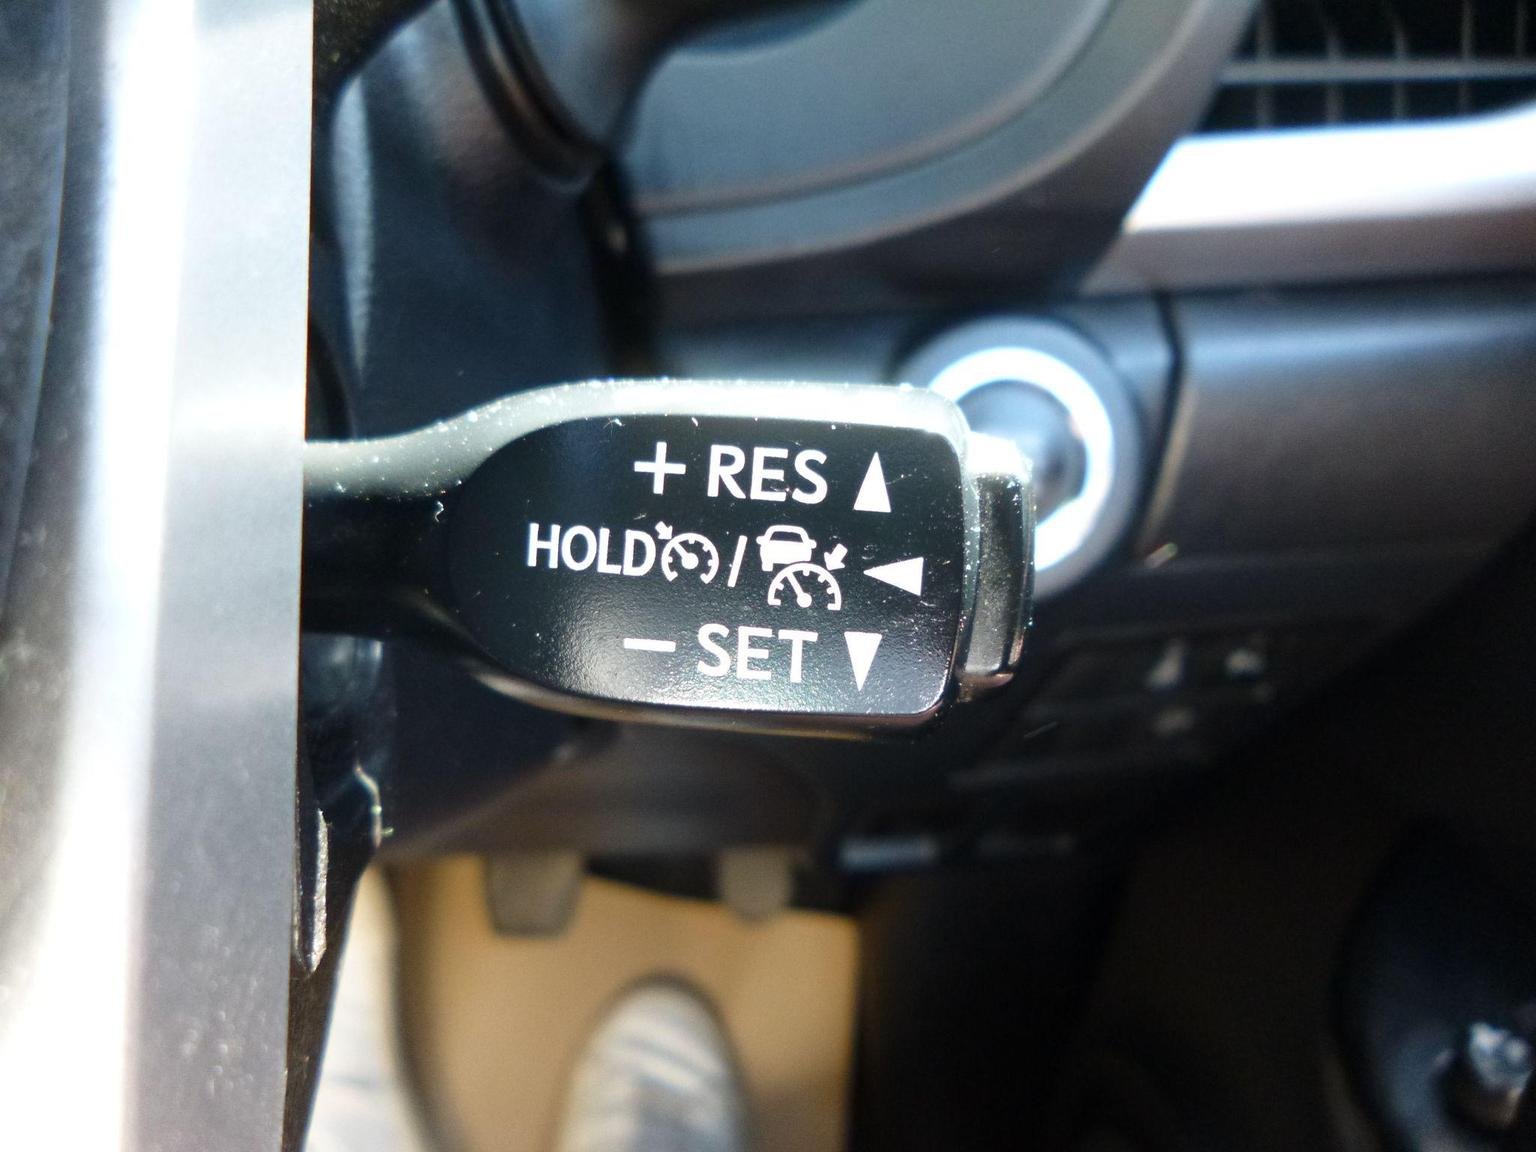 + RES
HOLD /
− SET